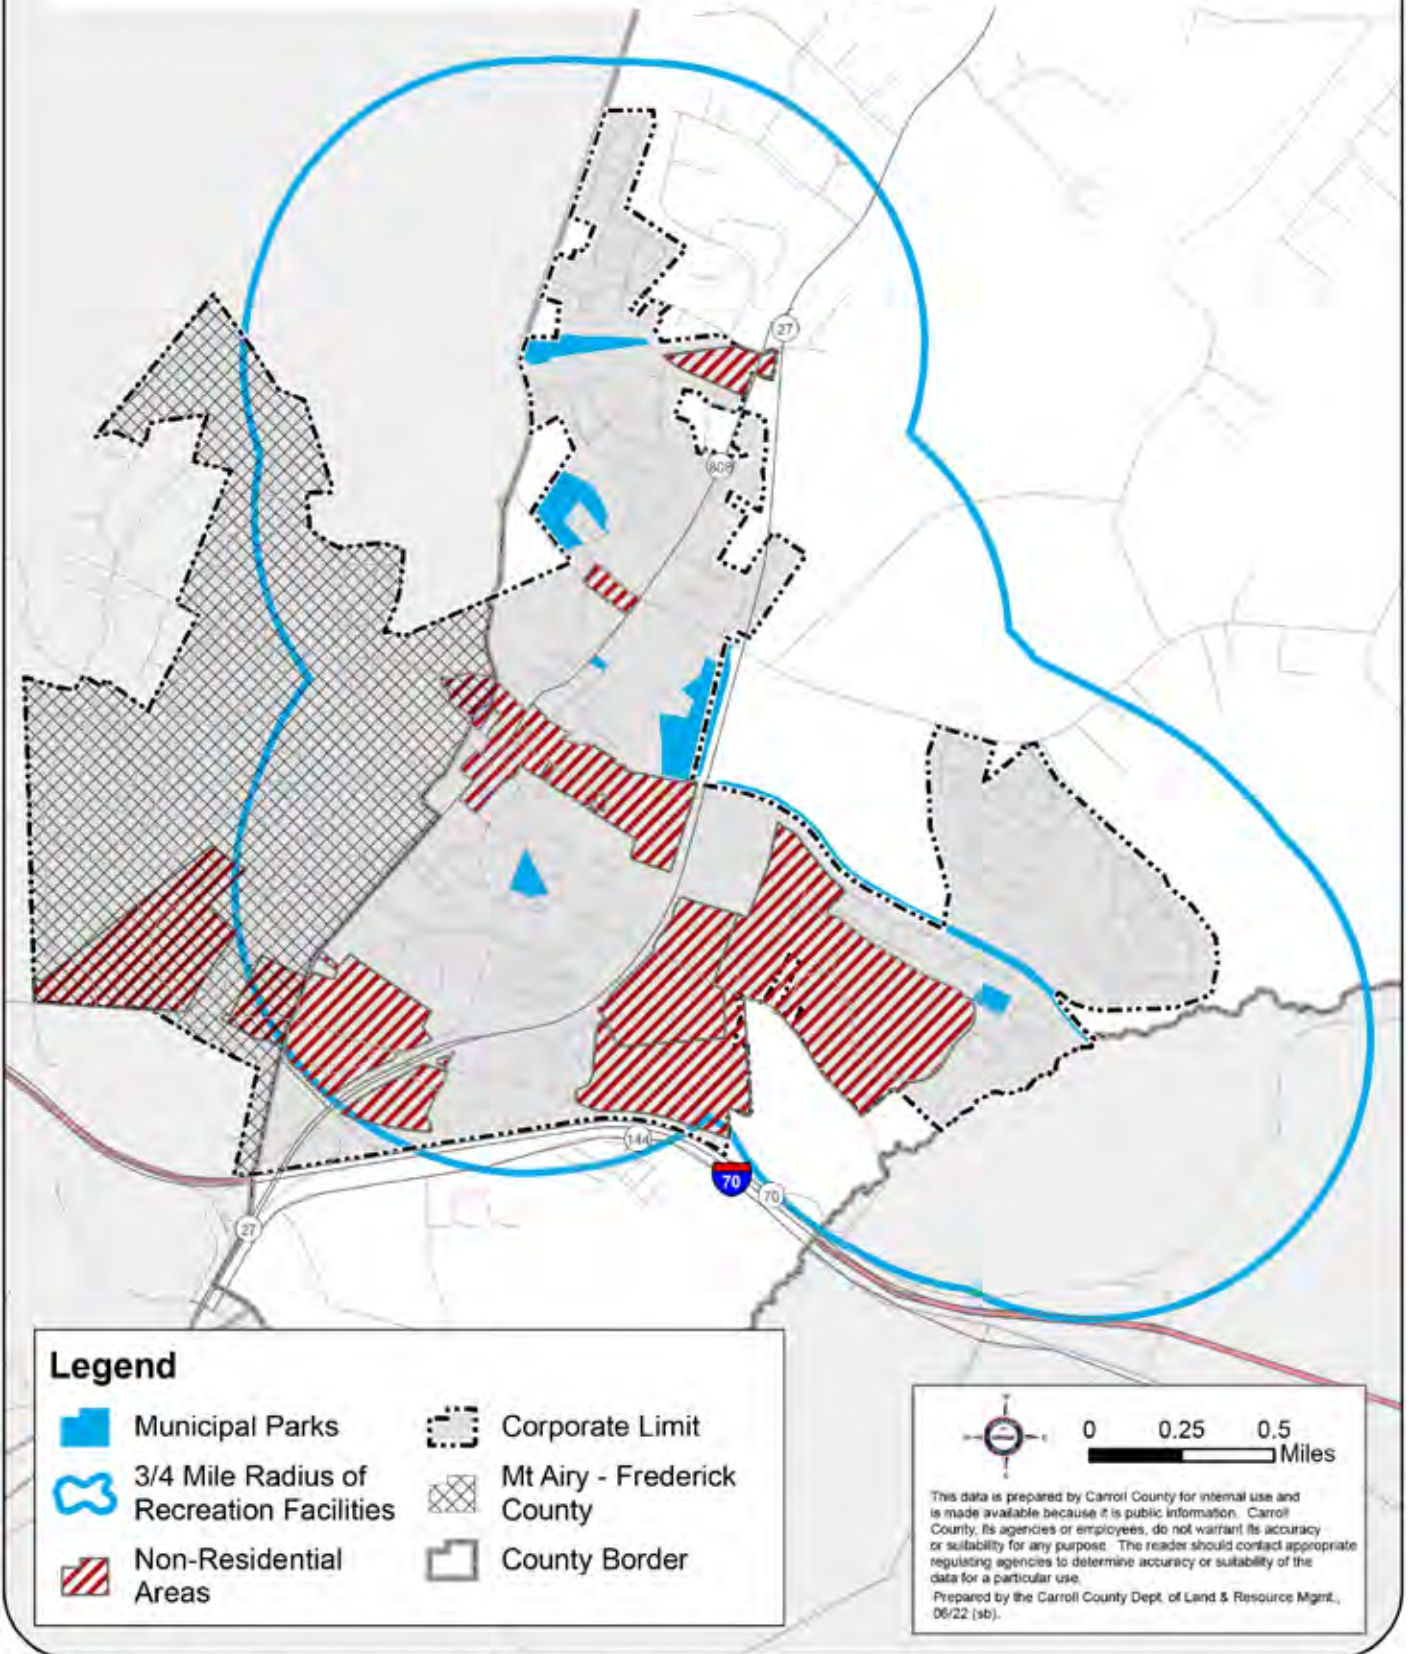 27
808
144
70
70
27
Legend
Municipal Parks
3/4 Mile Radius of
Recreation Facilities
Non-Residential
Areas
Corporate Limit
Mt Airy - Frederick
County
County Border
0 0.25 0.5
Miles
This data is prepared by Carroll County for internal use and
is made available because it is public information. Carroll
County, its agencies or employees, do not warrant its accuracy
or suitability for any purpose. The reader should contact appropriate
regulating agencies to determine accuracy or suitability of the
data for a particular use.
Prepared by the Carroll County Dept. of Land & Resource Mgmt.,
06/22 (sb).